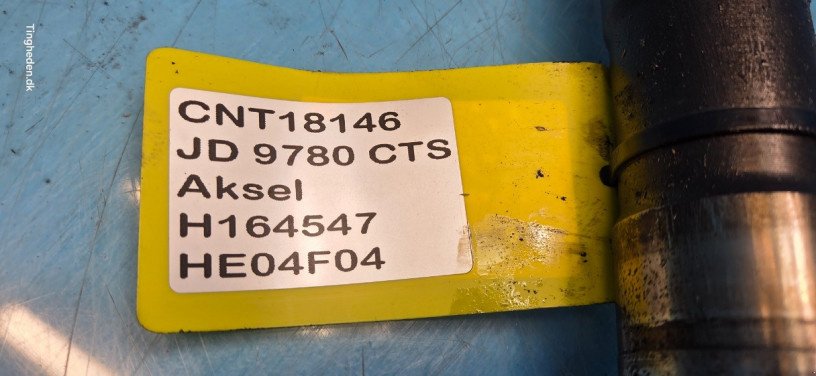 Tingheden.dk
CNT18146
JD 9780 CTS
Aksel
H164547
HE04F04